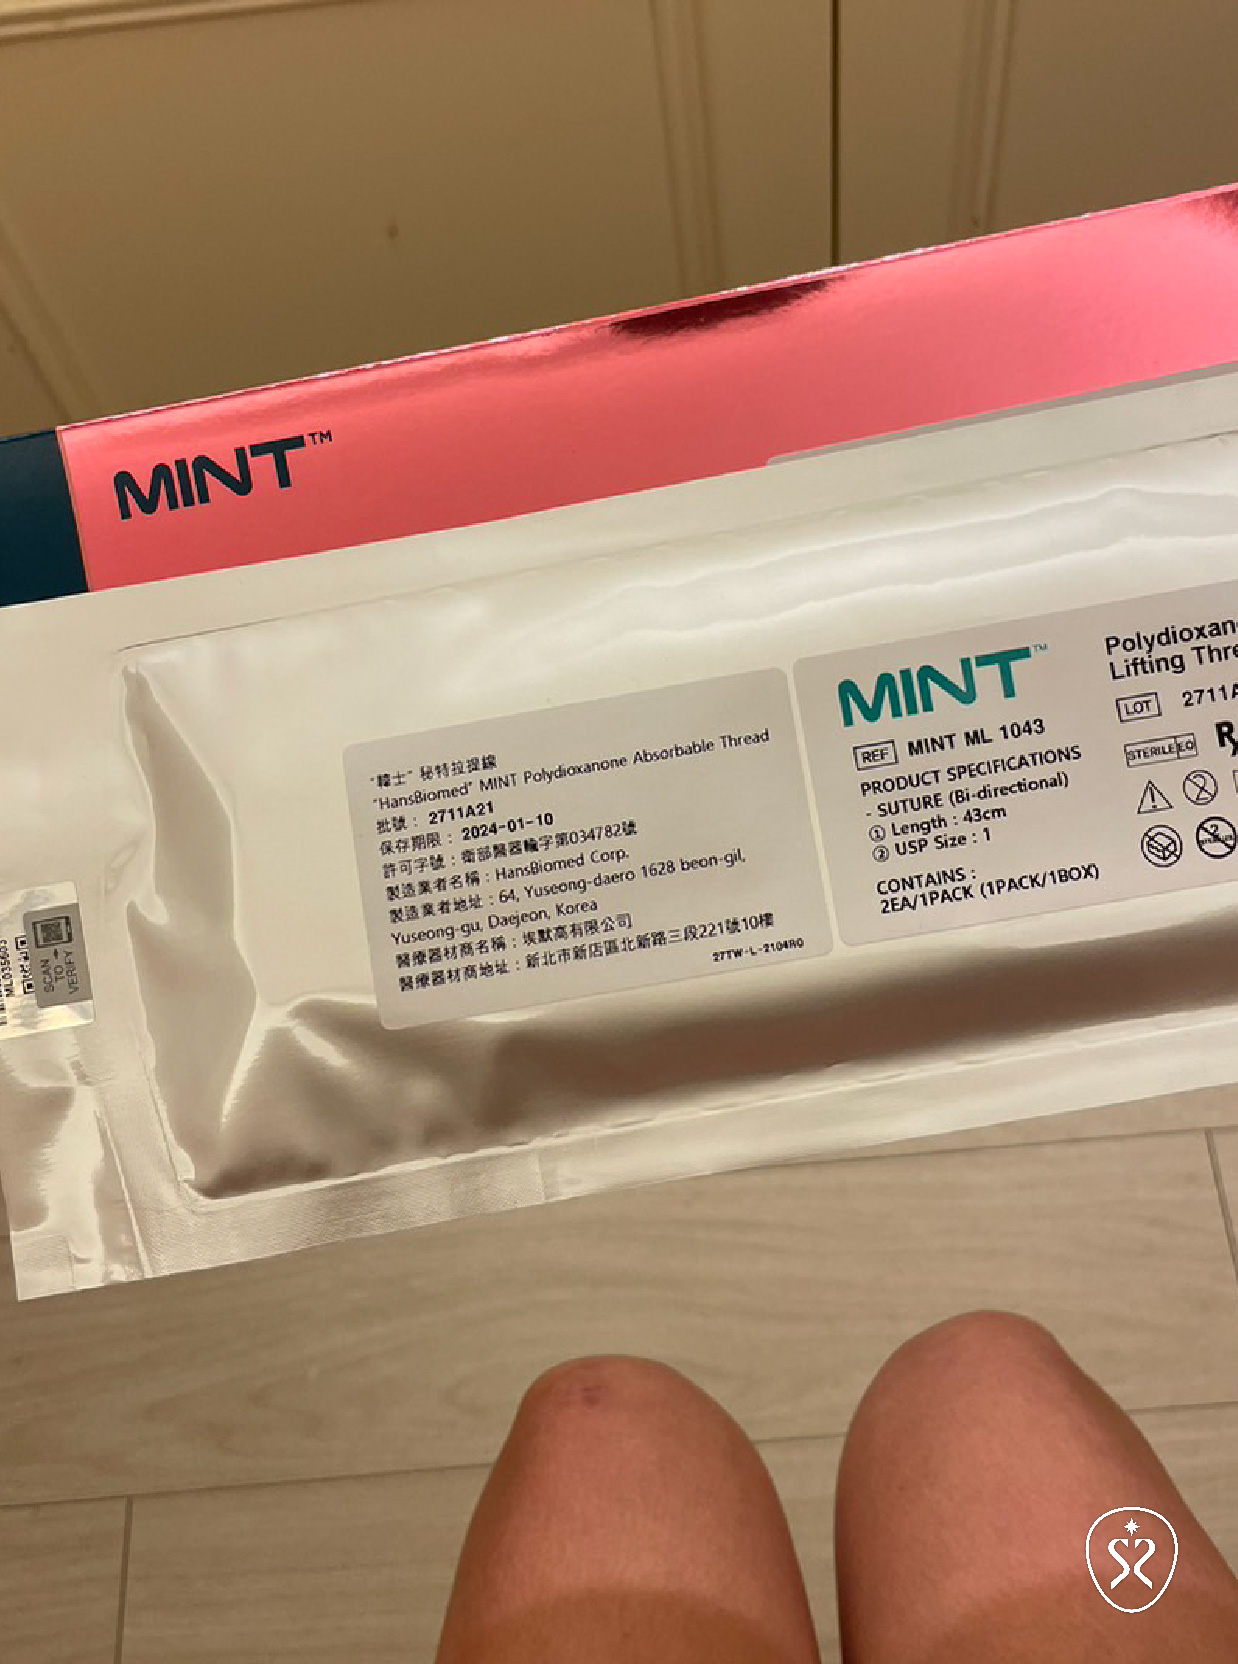 MINT™
"韓士" 秘特拉提線
"HansBiomed" MINT Polydioxanone Absorbable Thread
批號：2711A21
保存期限：2024-01-10
許可字號：衛部醫器輸字第034782號
製造業者名稱：HansBiomed Corp.
製造業者地址：64, Yuseong-daero 1628 beon-gil,
Yuseong-gu, Daejeon, Korea
醫療器材商名稱：埃默高有限公司
醫療器材商地址：新北市新店區北新路三段221號10樓
27TW-L-2104R0
MINT™
REF MINT ML 1043
PRODUCT SPECIFICATIONS
- SUTURE (Bi-directional)
① Length : 43cm
② USP Size : 1
CONTAINS :
2EA/1PACK (1PACK/1BOX)
Polydioxan
Lifting Thre
LOT 2711A
STERILE EO
SCAN
TO
VERIFY